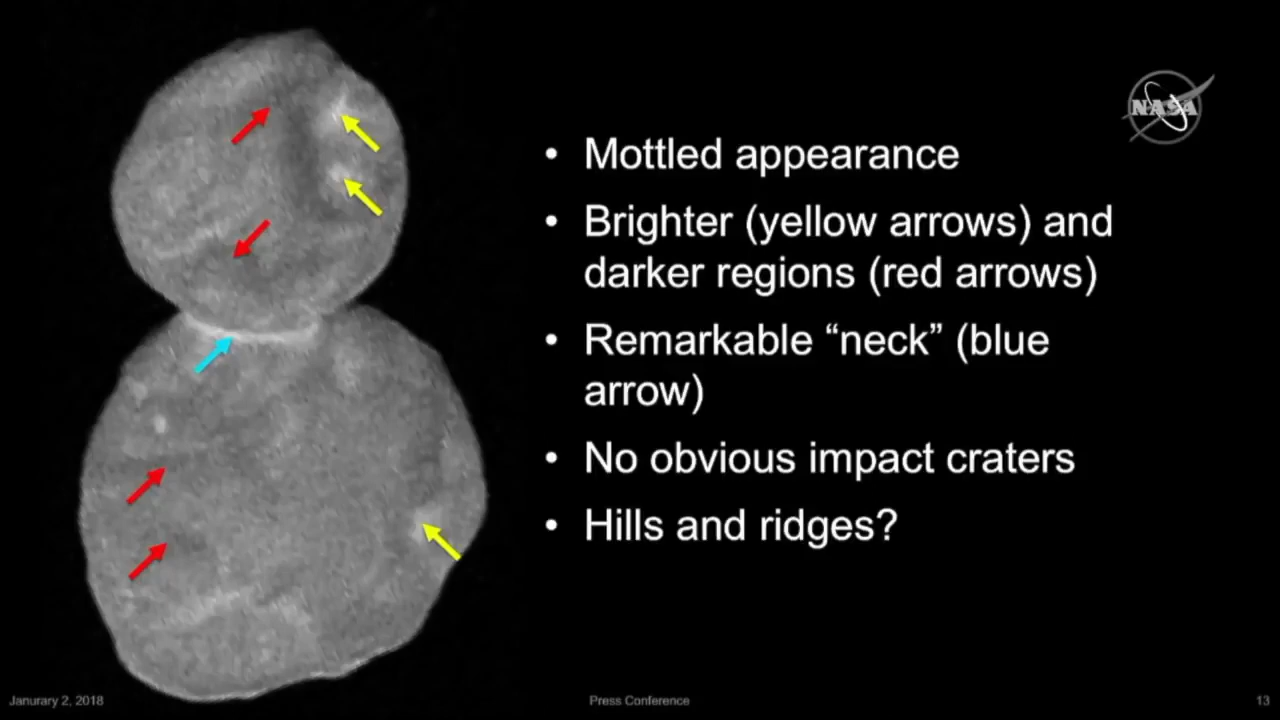 NASA
• Mottled appearance
• Brighter (yellow arrows) and
darker regions (red arrows)
• Remarkable “neck” (blue
arrow)
• No obvious impact craters
• Hills and ridges?
Janurary 2, 2018
Press Conference
13